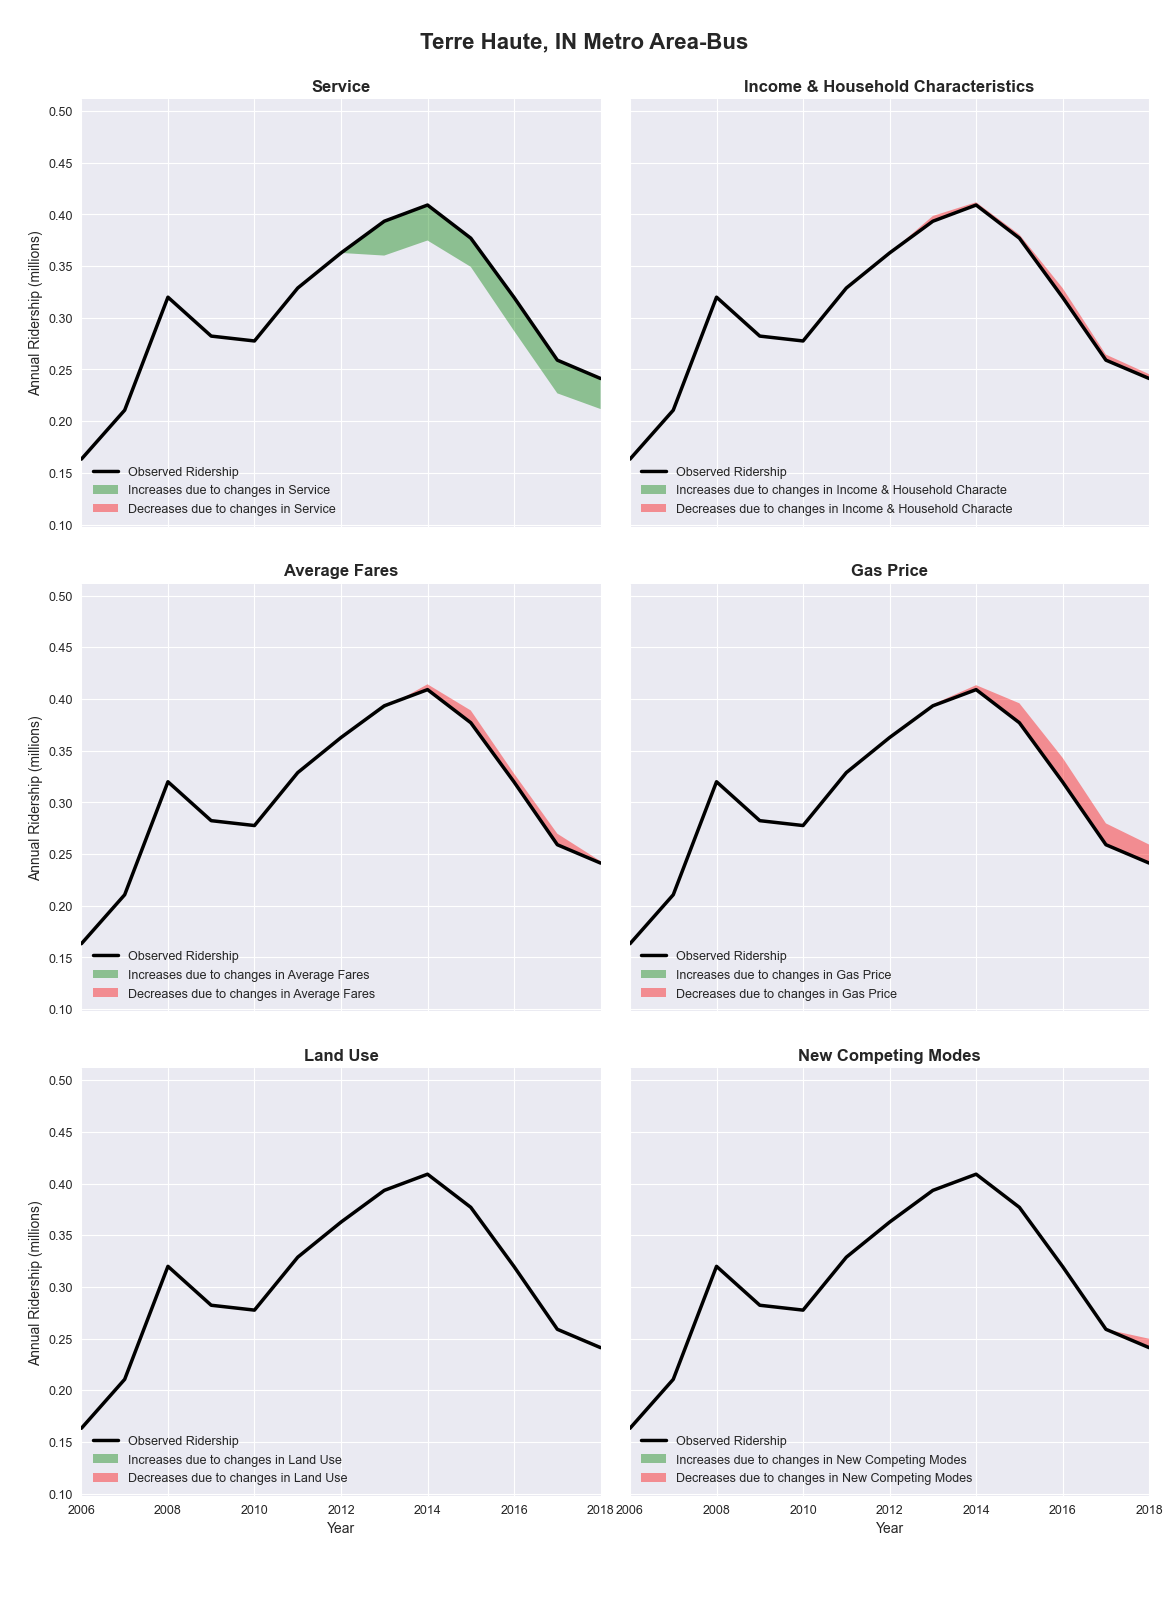 Terre Haute, IN Metro Area-Bus
Service
Income & Household Characteristics
0.50
0.45
0.40
0.35
0.30
0.25
0.20
0.15
0.10
Annual Ridership (millions)
Observed Ridership
Increases due to changes in Service
Decreases due to changes in Service
Observed Ridership
Increases due to changes in Income & Household Characte
Decreases due to changes in Income & Household Characte
Average Fares
Gas Price
0.50
0.45
0.40
0.35
0.30
0.25
0.20
0.15
0.10
Annual Ridership (millions)
Observed Ridership
Increases due to changes in Average Fares
Decreases due to changes in Average Fares
Observed Ridership
Increases due to changes in Gas Price
Decreases due to changes in Gas Price
Land Use
New Competing Modes
0.50
0.45
0.40
0.35
0.30
0.25
0.20
0.15
0.10
Annual Ridership (millions)
Observed Ridership
Increases due to changes in Land Use
Decreases due to changes in Land Use
Observed Ridership
Increases due to changes in New Competing Modes
Decreases due to changes in New Competing Modes
2006 2008 2010 2012 2014 2016 2018
2006 2008 2010 2012 2014 2016 2018
Year
Year